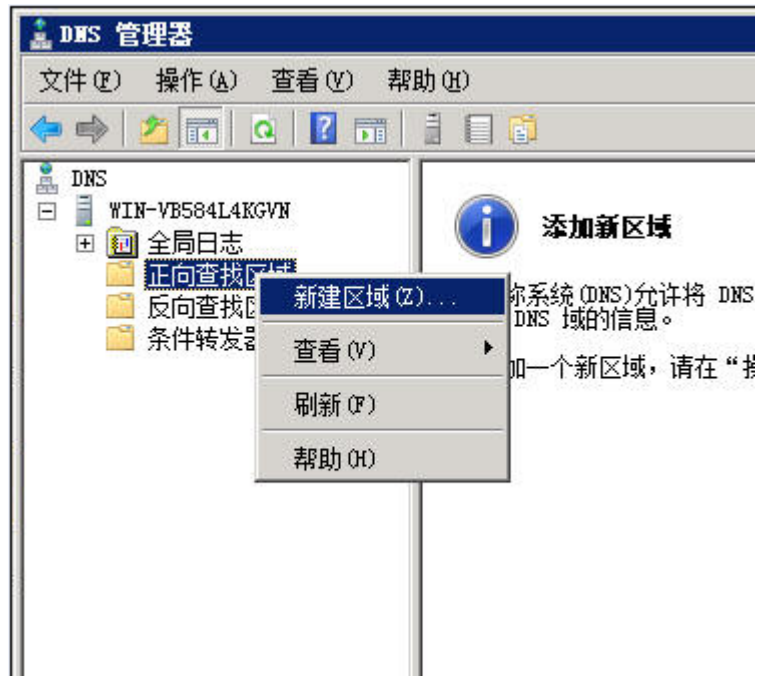 DNS 管理器
文件(F) 操作(A) 查看(V) 帮助(H)
DNS
WIN-VB584L4KGVN
全局日志
正向查找区域
反向查找区
条件转发器
新建区域(Z)...
查看(V)
刷新(F)
帮助(H)
添加新区域
系统(DNS)允许将 DNS
DNS 域的信息。
加一个新区域,请在“操